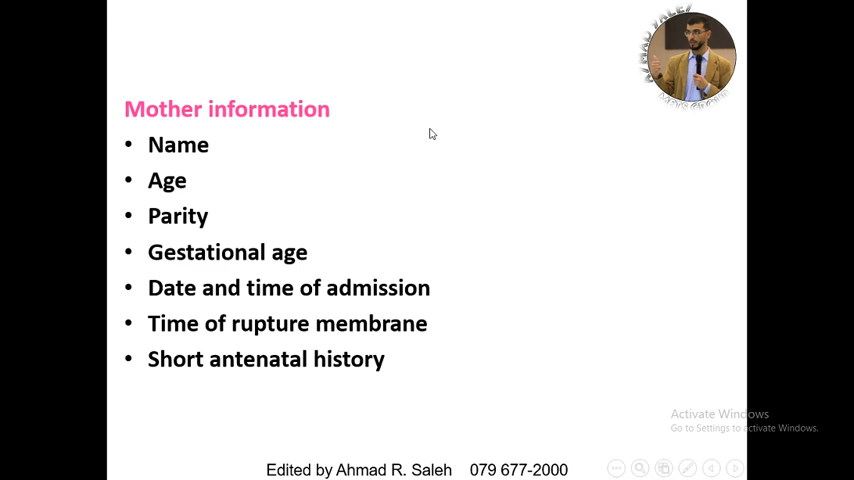 Mother information
• Name
• Age
• Parity
• Gestational age
• Date and time of admission
• Time of rupture membrane
• Short antenatal history
Activate Windows
Go to Settings to activate Windows.
Edited by Ahmad R. Saleh 079 677-2000